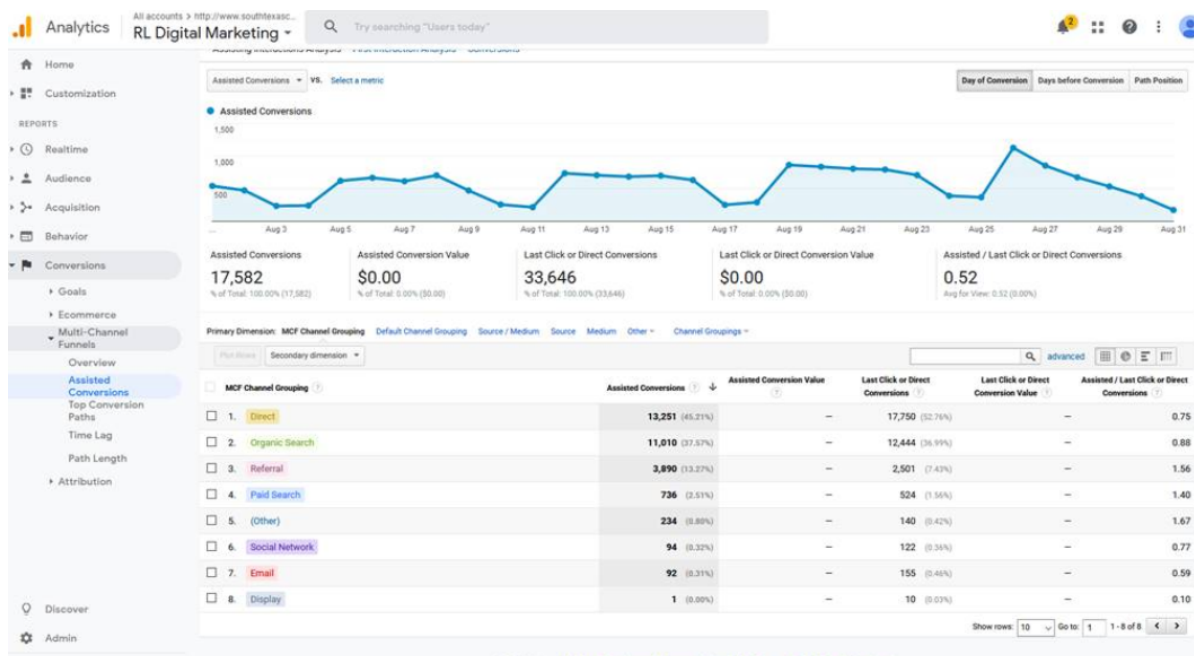 All accounts > http://www.southtexasc...
Analytics RL Digital Marketing
Try searching "Users today"
2
Assisting Interactions Analysis First Interaction Analysis Conversions
Home
Customization
REPORTS
Realtime
Audience
Acquisition
Behavior
Conversions
Goals
Ecommerce
Multi-Channel
Funnels
Overview
Assisted
Conversions
Top Conversion
Paths
Time Lag
Path Length
Attribution
Discover
Admin
Assisted Conversions VS. Select a metric
Day of Conversion Days before Conversion Path Position
Assisted Conversions
1,500
1,000
500
... Aug 3 Aug 5 Aug 7 Aug 9 Aug 11 Aug 13 Aug 15 Aug 17 Aug 19 Aug 21 Aug 23 Aug 25 Aug 27 Aug 29 Aug 31
Assisted Conversions Assisted Conversion Value Last Click or Direct Conversions Last Click or Direct Conversion Value Assisted / Last Click or Direct Conversions
17,582 $0.00 33,646 $0.00 0.52
% of Total: 100.00% (17,582) % of Total: 0.00% ($0.00) % of Total: 100.00% (33,646) % of Total: 0.00% ($0.00) Avg for View: 0.52 (0.00%)
Primary Dimension: MCF Channel Grouping Default Channel Grouping Source / Medium Source Medium Other Channel Groupings
Plot Rows Secondary dimension advanced
MCF Channel Grouping ? Assisted Conversions ? Assisted Conversion Value ? Last Click or Direct Conversions ? Last Click or Direct Conversion Value ? Assisted / Last Click or Direct Conversions ?
1. Direct 13,251 (45.21%) – 17,750 (52.76%) – 0.75
2. Organic Search 11,010 (37.57%) – 12,444 (36.99%) – 0.88
3. Referral 3,890 (13.27%) – 2,501 (7.43%) – 1.56
4. Paid Search 736 (2.51%) – 524 (1.56%) – 1.40
5. (Other) 234 (0.80%) – 140 (0.42%) – 1.67
6. Social Network 94 (0.32%) – 122 (0.36%) – 0.77
7. Email 92 (0.31%) – 155 (0.46%) – 0.59
8. Display 1 (0.00%) – 10 (0.03%) – 0.10
Show rows: 10 Go to: 1 1 - 8 of 8